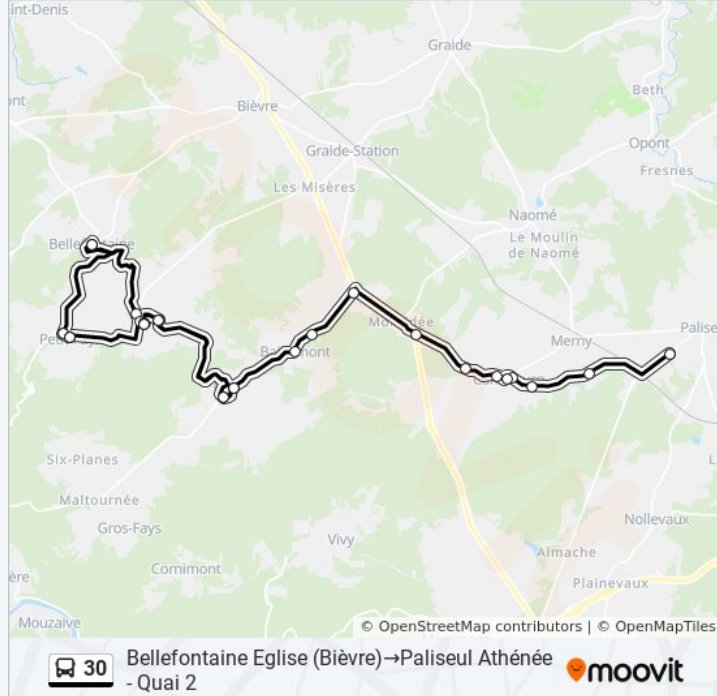 int-Denis
Graide
ont
Bièvre
Beth
Graide-Station
Opont
Fresnes
Les Misères
Naomé
Le Moulin
de Naomé
Merny
Palise
Six-Planes
Maltournée
Gros-Fays
Vivy
Cornimont
Nollevaux
Almache
Plainevaux
ère
Mouzaive
© OpenStreetMap contributors | © OpenMapTiles
30
Bellefontaine Eglise (Bièvre)→Paliseul Athénée
- Quai 2
moovit